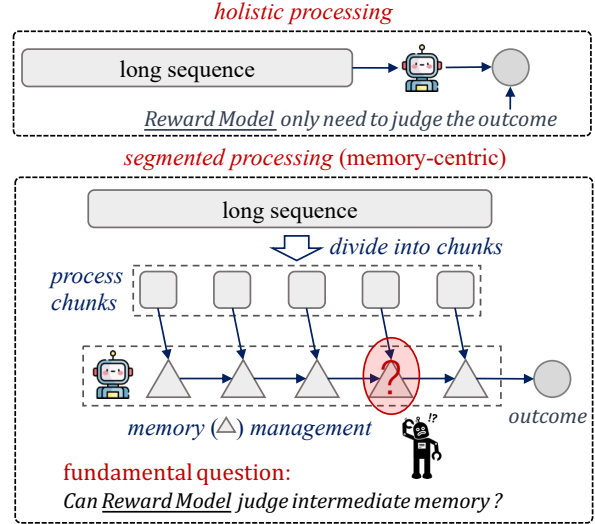 holistic processing
long sequence
Reward Model only need to judge the outcome
segmented processing (memory-centric)
long sequence
divide into chunks
process
chunks
?
!?
outcome
memory (△) management
fundamental question:
Can Reward Model judge intermediate memory ?